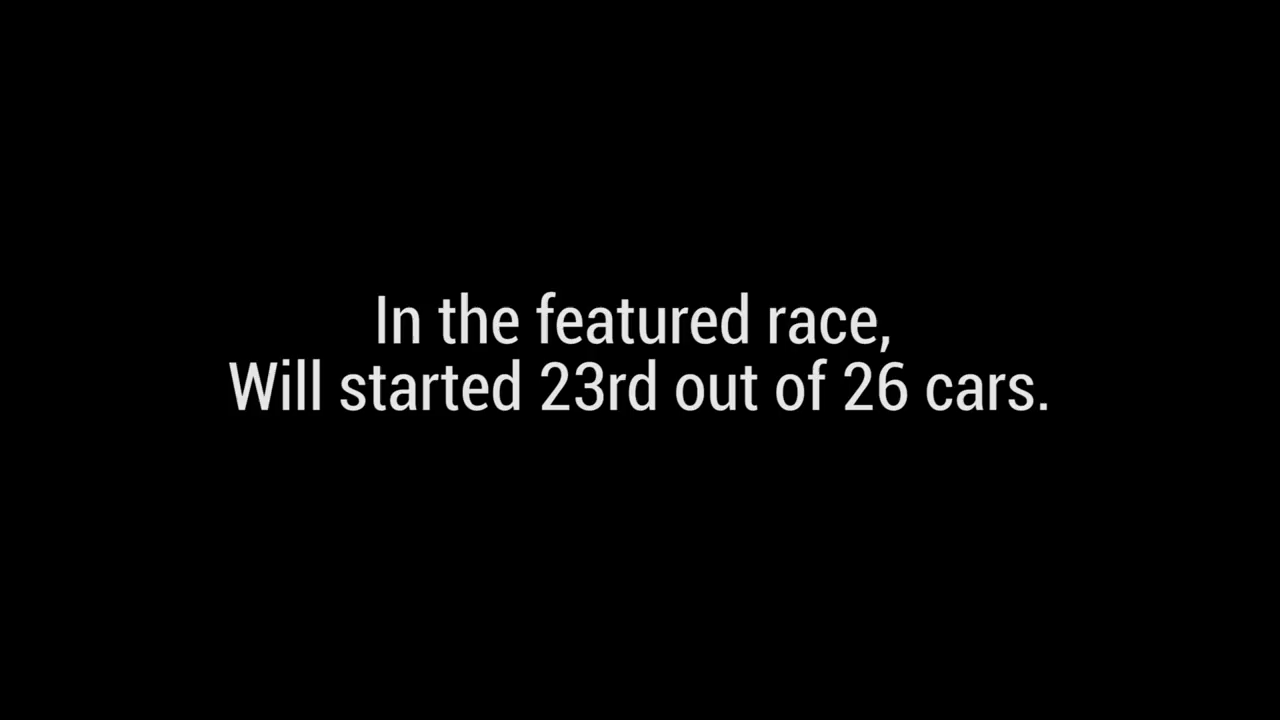 In the featured race,
Will started 23rd out of 26 cars.